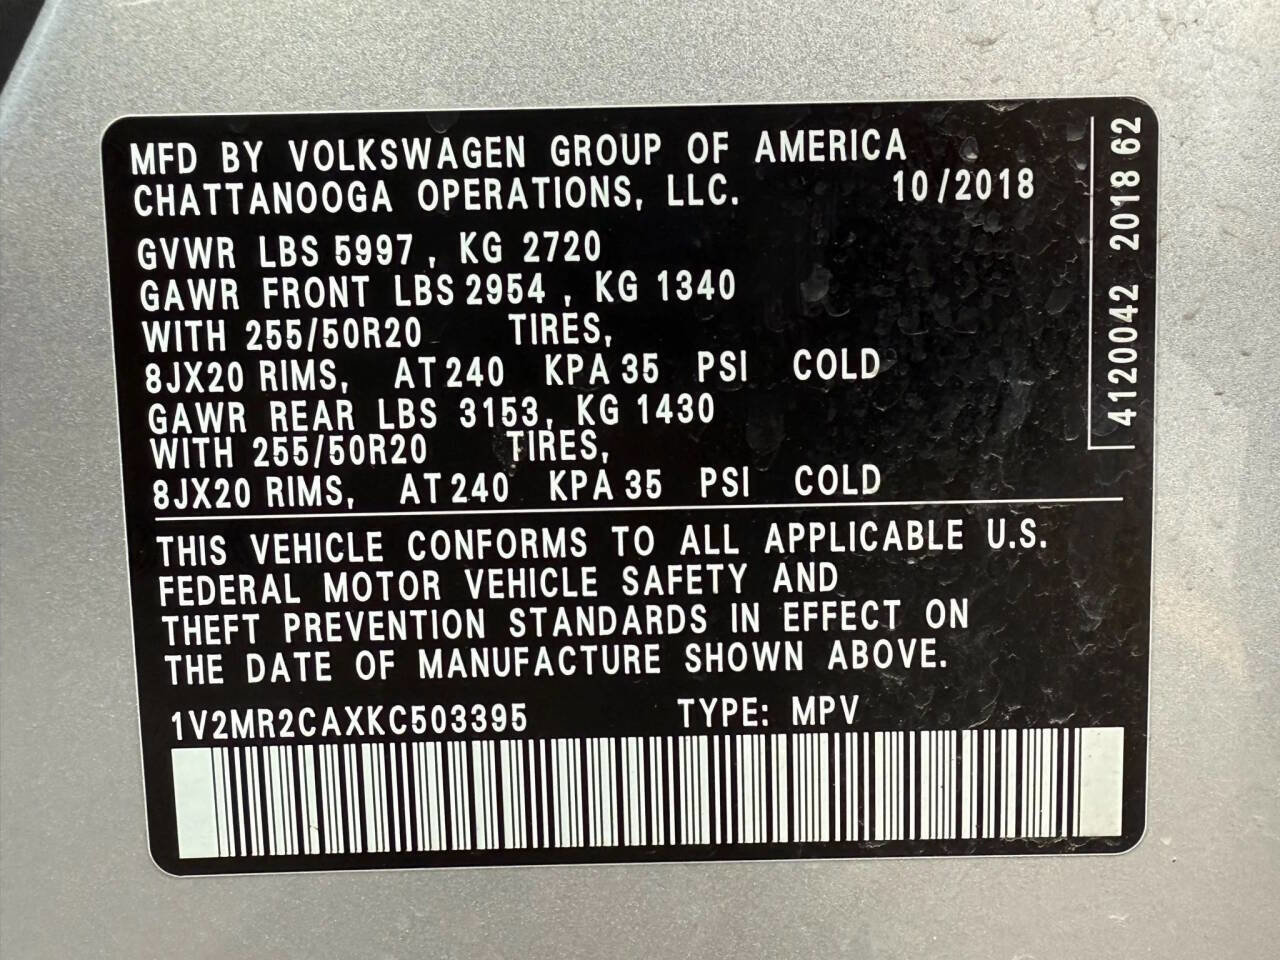 MFD BY VOLKSWAGEN GROUP OF AMERICA
CHATTANOOGA OPERATIONS, LLC. 10/2018
GVWR LBS 5997 , KG 2720
GAWR FRONT LBS 2954 , KG 1340
WITH 255/50R20 TIRES,
8JX20 RIMS, AT 240 KPA 35 PSI COLD
GAWR REAR LBS 3153, KG 1430
WITH 255/50R20 TIRES,
8JX20 RIMS, AT 240 KPA 35 PSI COLD
THIS VEHICLE CONFORMS TO ALL APPLICABLE U.S.
FEDERAL MOTOR VEHICLE SAFETY AND
THEFT PREVENTION STANDARDS IN EFFECT ON
THE DATE OF MANUFACTURE SHOWN ABOVE.
1V2MR2CAXKC503395 TYPE: MPV
4120042 2018 62